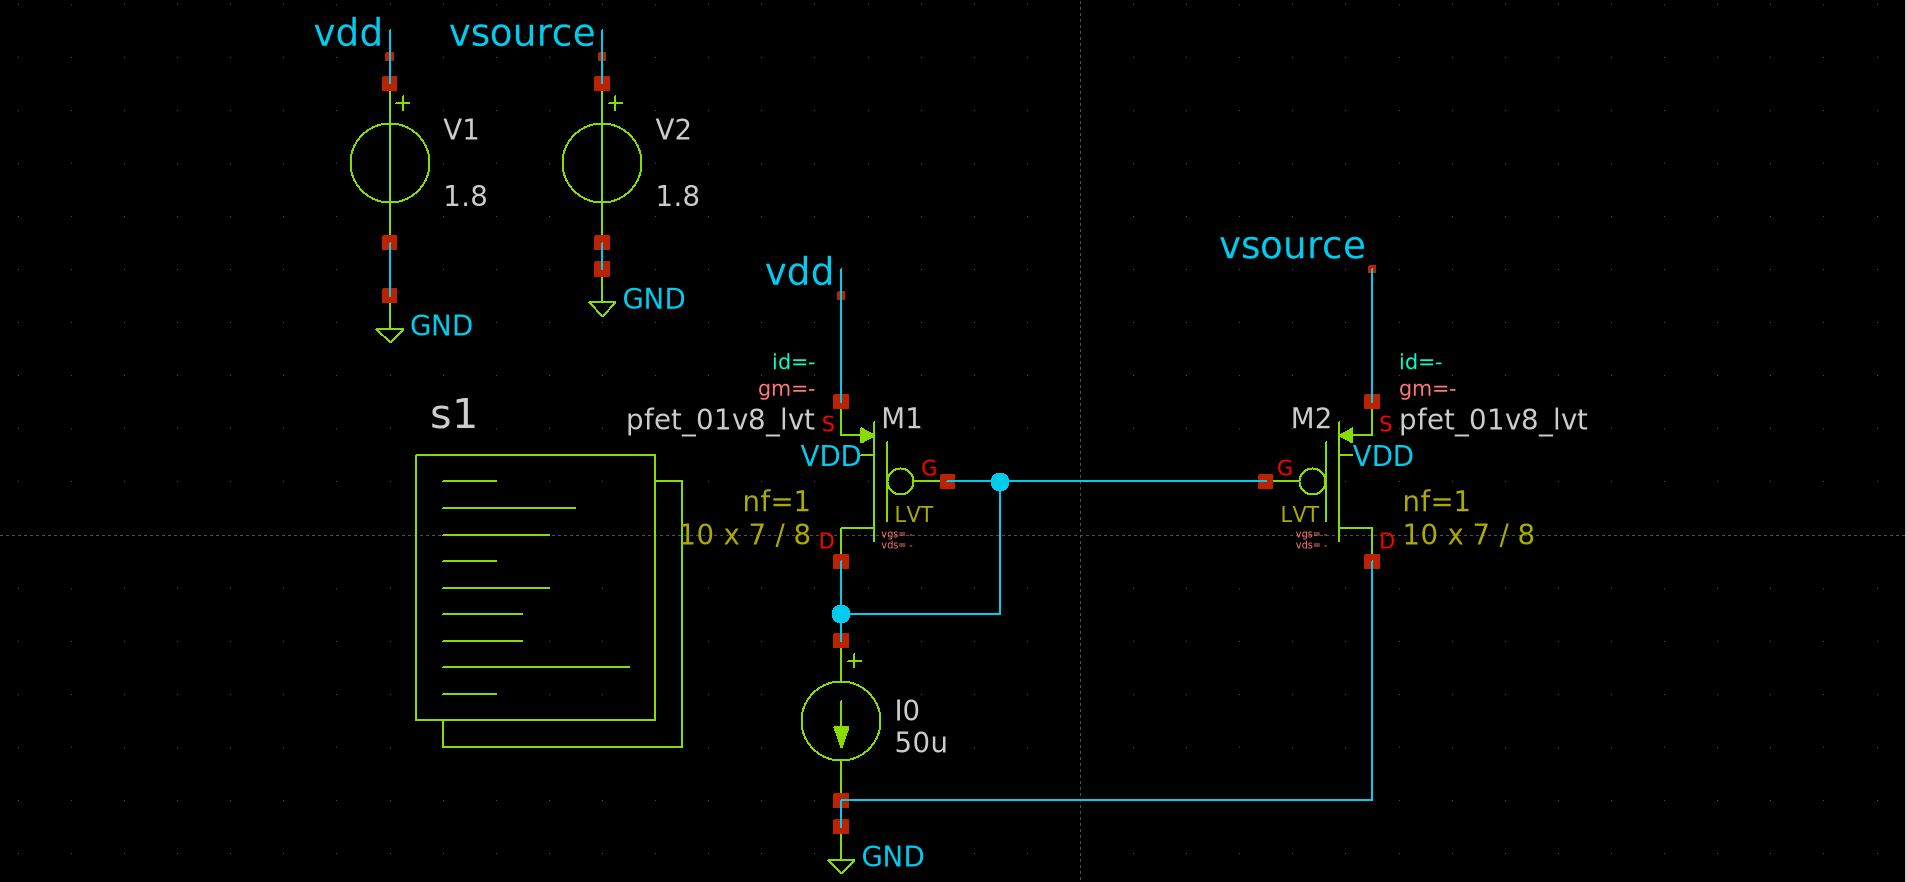 vdd
vsource
+
V1
1.8
GND
+
V2
1.8
GND
s1
vdd
id=-
gm=-
pfet_01v8_lvt
S
M1
VDD
G
nf=1
LVT
10 x 7 / 8
D
vgs=-
vds=-
vsource
id=-
gm=-
M2
S
pfet_01v8_lvt
VDD
G
LVT
nf=1
10 x 7 / 8
D
vgs=-
vds=-
+
I0
50u
GND